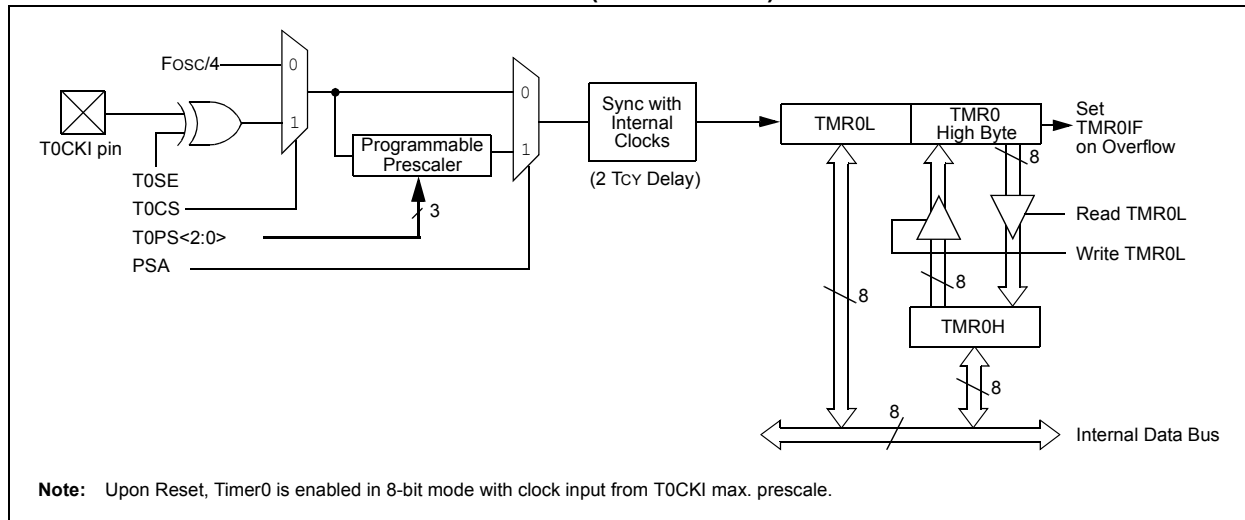 FOSC/4
0
1
T0CKI pin
T0SE
T0CS
T0PS<2:0>
PSA
Programmable
Prescaler
3
0
1
Sync with
Internal
Clocks
(2 TCY Delay)
TMR0L
TMR0
High Byte
Set
TMR0IF
on Overflow
8
Read TMR0L
Write TMR0L
8
8
TMR0H
8
8
Internal Data Bus
Note: Upon Reset, Timer0 is enabled in 8-bit mode with clock input from T0CKI max. prescale.